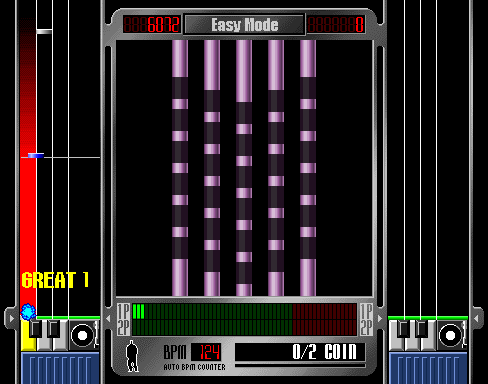 6072 Easy Mode 0
GREAT 1
1P 1P
2P 2P
BPM 124 0/2 COIN
AUTO BPM COUNTER